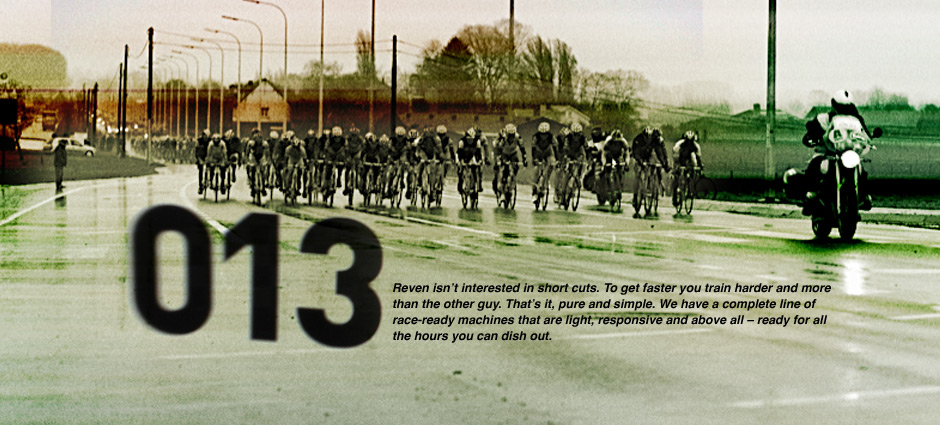 013
Reven isn't interested in short cuts. To get faster you train harder and more
than the other guy. That's it, pure and simple. We have a complete line of
race-ready machines that are light, responsive and above all – ready for all
the hours you can dish out.